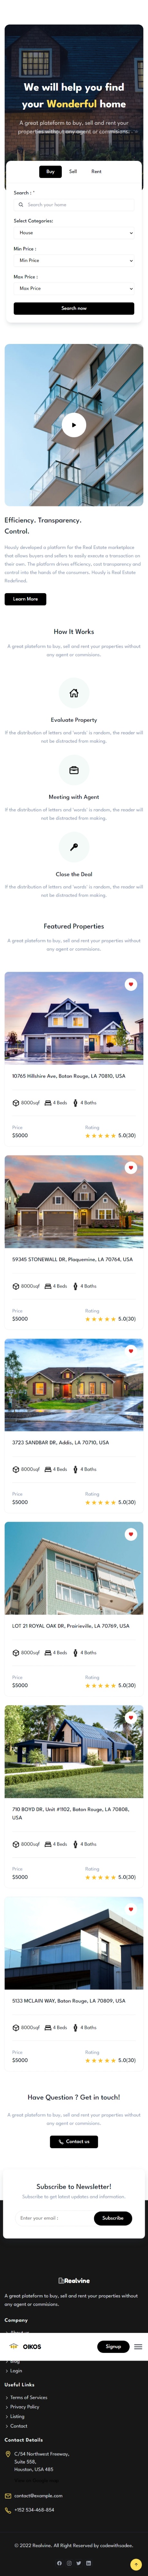 We will help you find
your Wonderful home
A great plateform to buy, sell and rent your
properties without any agent or commisions.
Buy
Sell
Rent
Search : *
Search your home
Select Categories:
House
Min Price :
Min Price
Max Price :
Max Price
Search now
Efficiency. Transparency.
Control.
Hously developed a platform for the Real Estate marketplace
that allows buyers and sellers to easily execute a transaction on
their own. The platform drives efficiency, cost transparency and
control into the hands of the consumers. Hously is Real Estate
Redefined.
Learn More
How It Works
A great plateform to buy, sell and rent your properties without
any agent or commisions.
Evaluate Property
If the distribution of letters and 'words' is random, the reader will
not be distracted from making.
Meeting with Agent
If the distribution of letters and 'words' is random, the reader will
not be distracted from making.
Close the Deal
If the distribution of letters and 'words' is random, the reader will
not be distracted from making.
Featured Properties
A great plateform to buy, sell and rent your properties without
any agent or commisions.
10765 Hillshire Ave, Baton Rouge, LA 70810, USA
8000sqf
4 Beds
4 Baths
Price
Rating
$5000
5.0(30)
59345 STONEWALL DR, Plaquemine, LA 70764, USA
8000sqf
4 Beds
4 Baths
Price
Rating
$5000
5.0(30)
3723 SANDBAR DR, Addis, LA 70710, USA
8000sqf
4 Beds
4 Baths
Price
Rating
$5000
5.0(30)
LOT 21 ROYAL OAK DR, Prairieville, LA 70769, USA
8000sqf
4 Beds
4 Baths
Price
Rating
$5000
5.0(30)
710 BOYD DR, Unit #1102, Baton Rouge, LA 70808,
USA
8000sqf
4 Beds
4 Baths
Price
Rating
$5000
5.0(30)
5133 MCLAIN WAY, Baton Rouge, LA 70809, USA
8000sqf
4 Beds
4 Baths
Price
Rating
$5000
5.0(30)
Have Question ? Get in touch!
A great plateform to buy, sell and rent your properties without
any agent or commisions.
Contact us
Subscribe to Newsletter!
Subscribe to get latest updates and information.
Enter your email :
Subscribe
Realvine
A great plateform to buy, sell and rent your properties without
any agent or commisions.
Company
OIKOS
Signup
Blog
Login
Useful Links
Terms of Services
Privacy Policy
Listing
Contact
Contact Details
C/54 Northwest Freeway,
Suite 558,
Houston, USA 485
contact@example.com
+152 534-468-854
© 2022 Realvine. All Right Reserved by codewithsadee.